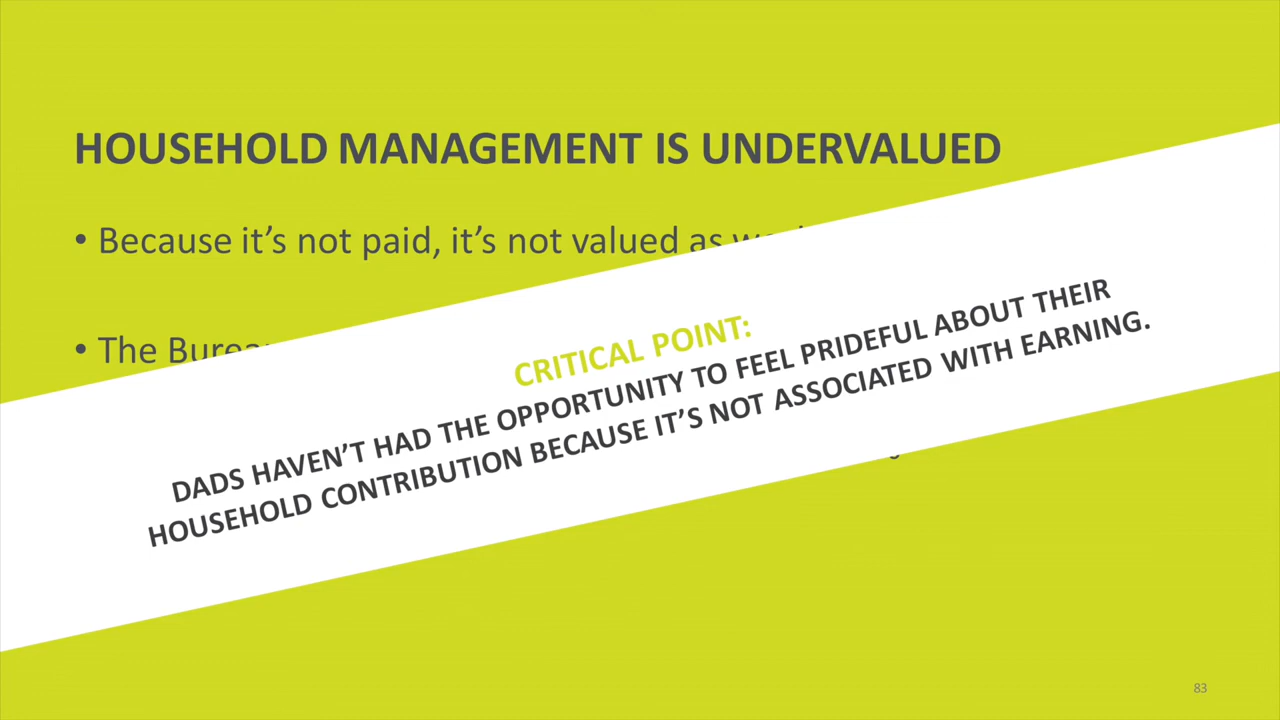 HOUSEHOLD MANAGEMENT IS UNDERVALUED
• Because it's not paid, it's not valued as
• The
CRITICAL POINT:
DADS HAVEN'T HAD THE OPPORTUNITY TO FEEL PRIDEFUL ABOUT THEIR
HOUSEHOLD CONTRIBUTION BECAUSE IT'S NOT ASSOCIATED WITH EARNING.
83